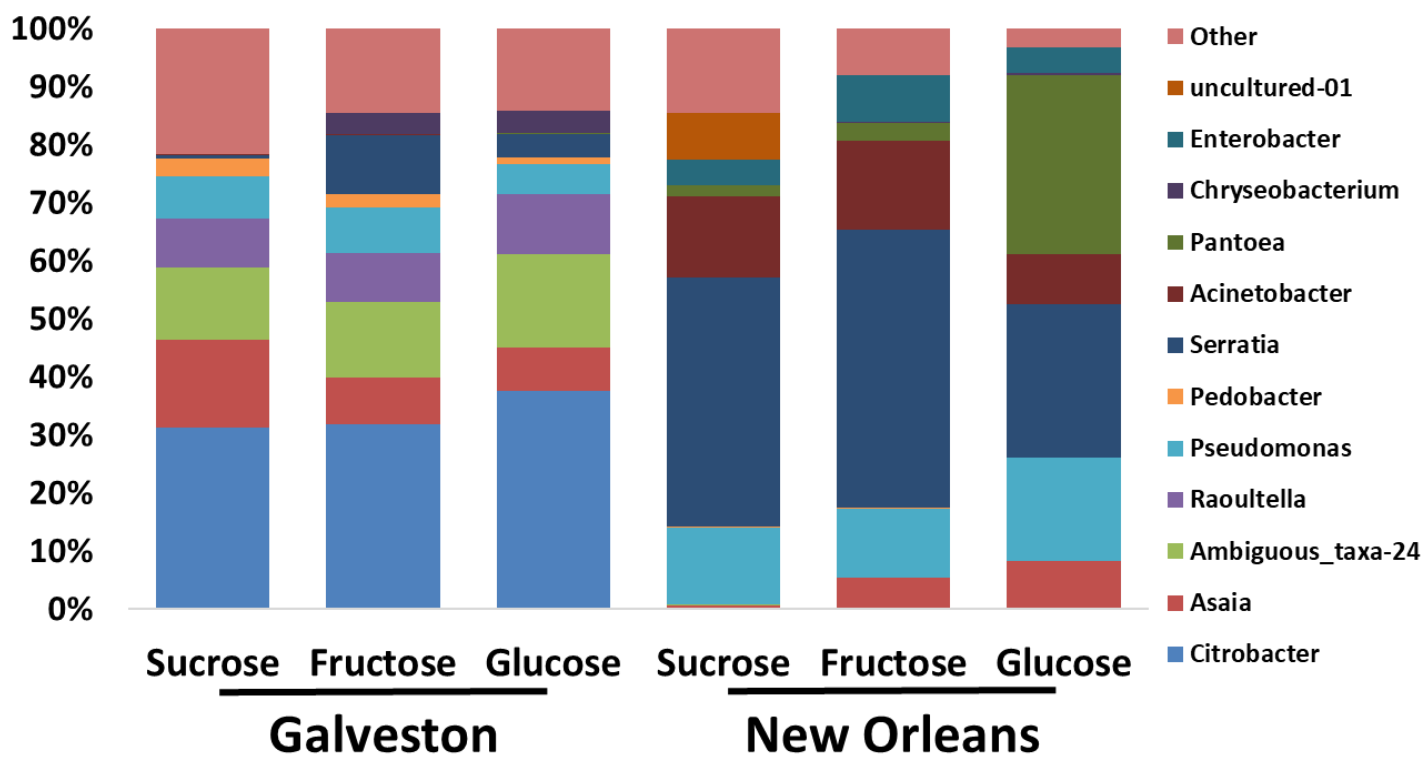 100%
90%
80%
70%
60%
50%
40%
30%
20%
10%
0%
Sucrose Fructose Glucose Sucrose Fructose Glucose
Galveston New Orleans
Other
uncultured-01
Enterobacter
Chryseobacterium
Pantoea
Acinetobacter
Serratia
Pedobacter
Pseudomonas
Raoultella
Ambiguous_taxa-24
Asaia
Citrobacter